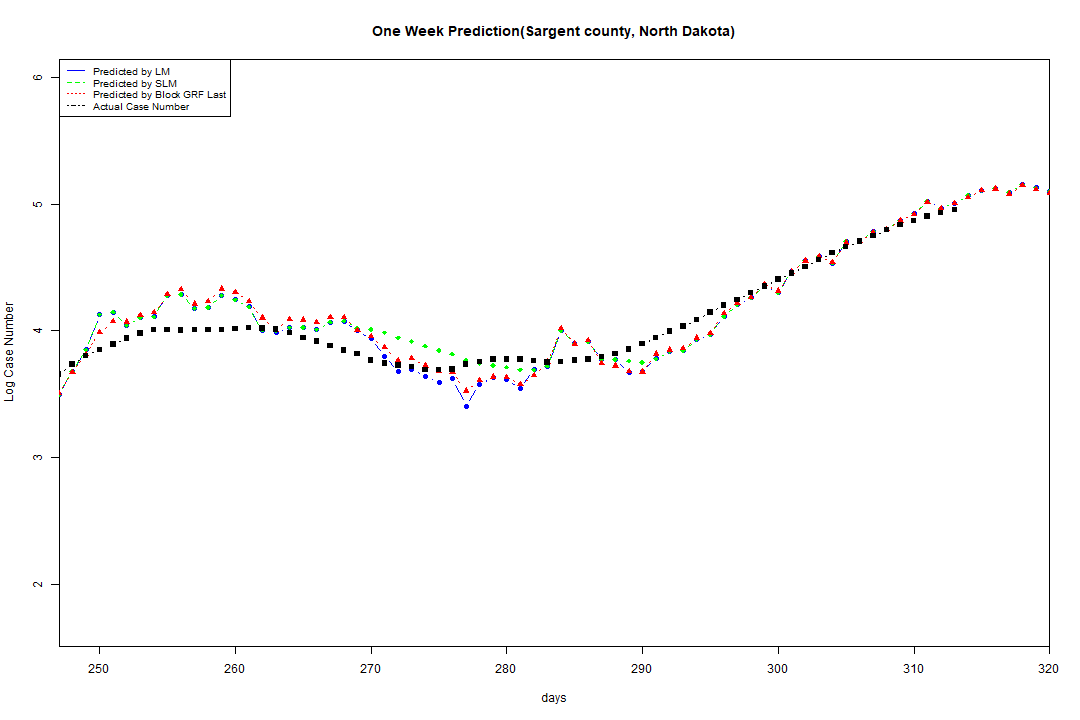 One Week Prediction(Sargent county, North Dakota)
Predicted by LM
Predicted by SLM
Predicted by Block GRF Last
Actual Case Number
Log Case Number
6
5
4
3
2
250 260 270 280 290 300 310 320
days